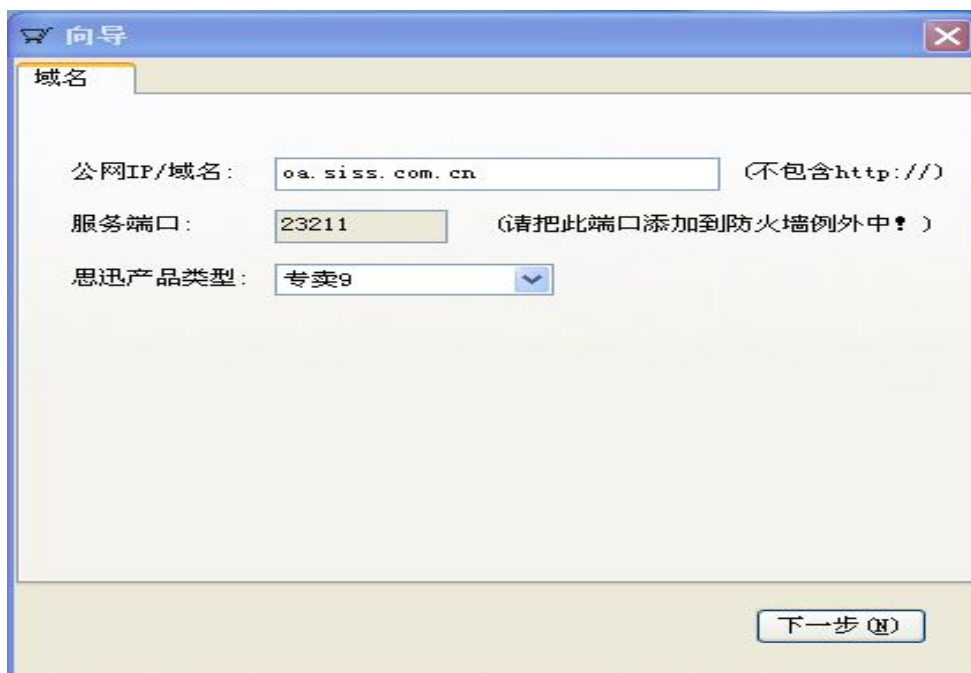 向导
域名
公网IP/域名: oa.siss.com.cn (不包含http://)
服务端口: 23211 (请把此端口添加到防火墙例外中！)
思迅产品类型: 专卖9
下一步(N)